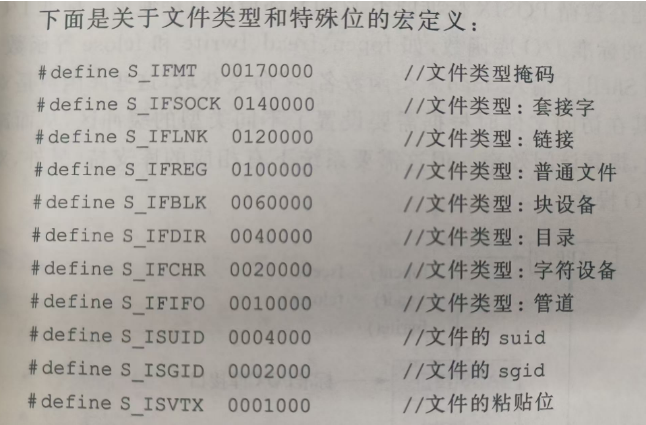 下面是关于文件类型和特殊位的宏定义：
#define S_IFMT 00170000 //文件类型掩码
#define S_IFSOCK 0140000 //文件类型：套接字
#define S_IFLNK 0120000 //文件类型：链接
#define S_IFREG 0100000 //文件类型：普通文件
#define S_IFBLK 0060000 //文件类型：块设备
#define S_IFDIR 0040000 //文件类型：目录
#define S_IFCHR 0020000 //文件类型：字符设备
#define S_IFIFO 0010000 //文件类型：管道
#define S_ISUID 0004000 //文件的 suid
#define S_ISGID 0002000 //文件的 sgid
#define S_ISVTX 0001000 //文件的粘贴位